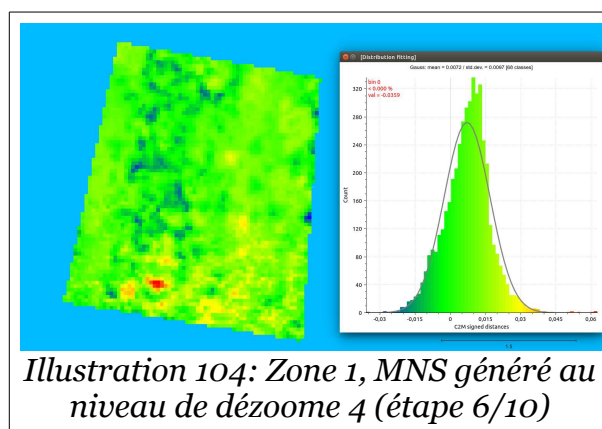 [Distribution fitting]
Gauss: mean = 0.0072 / std.dev. = 0.0097 [68 classes]
bin 0
< 0.000 %
val = -0.0359
320
280
240
200
160
120
80
40
0
Count
-0,03 -0,015 0 0,015 0,03 0,045 0,06
C2M signed distances
Illustration 104: Zone 1, MNS généré au
niveau de dézoome 4 (étape 6/10)